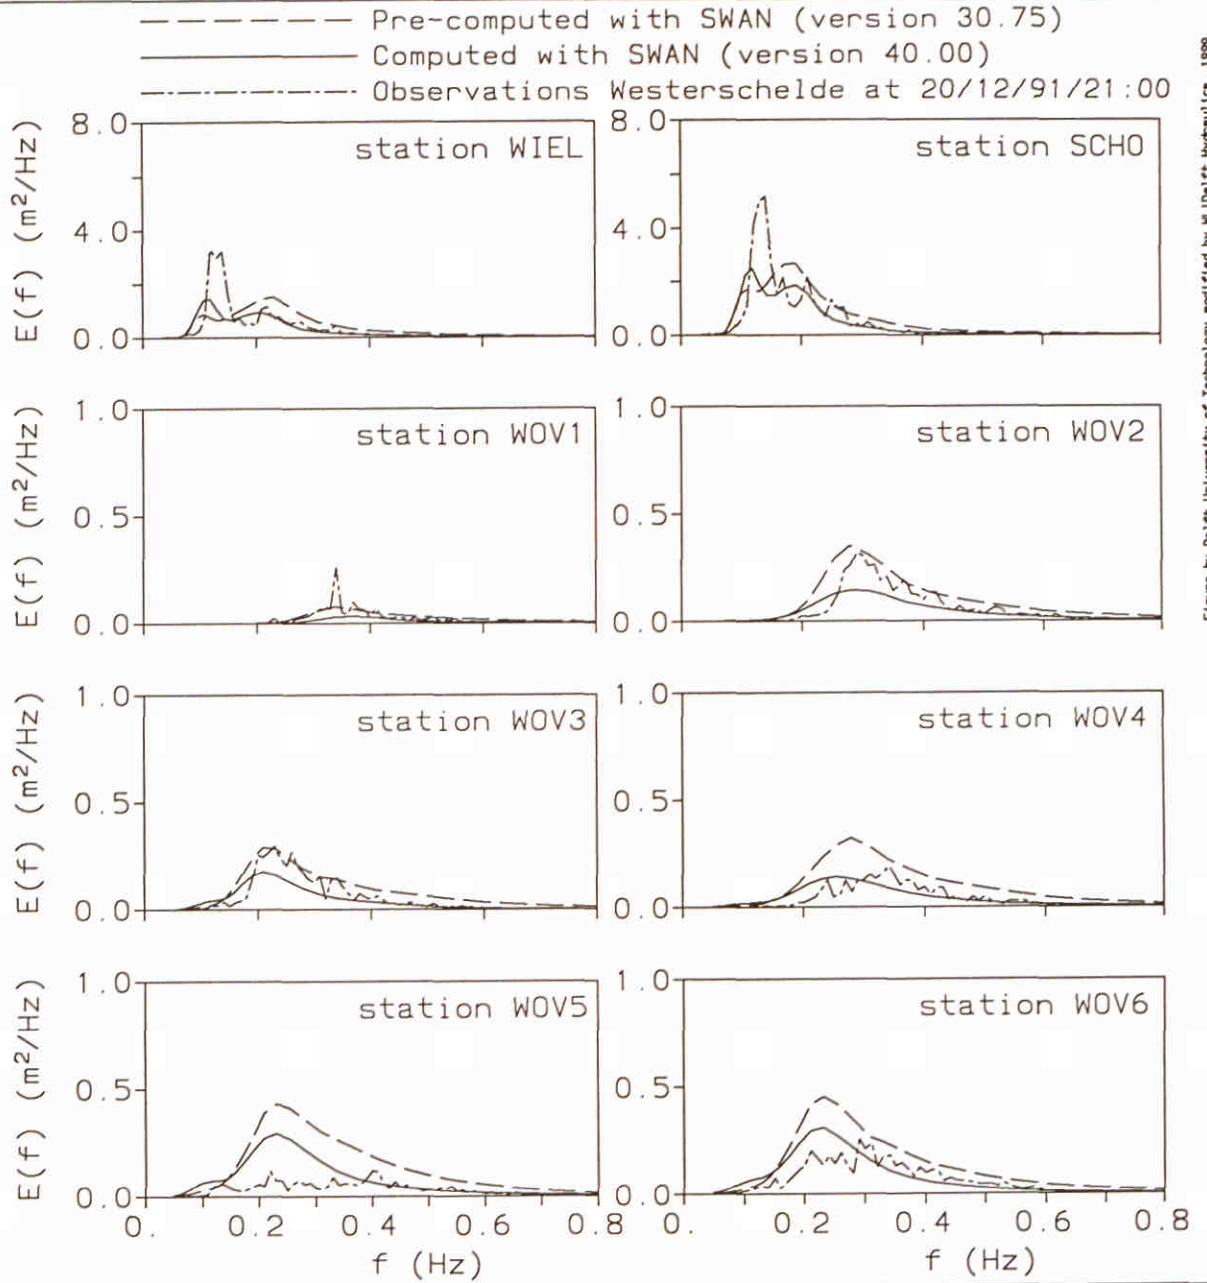 Pre-computed with SWAN (version 30.75)
Computed with SWAN (version 40.00)
Observations Westerschelde at 20/12/91/21:00
E(f) (m²/Hz)
8.0
4.0
0.0
station WIEL
8.0
4.0
0.0
station SCHO
E(f) (m²/Hz)
1.0
0.5
0.0
station WOV1
1.0
0.5
0.0
station WOV2
E(f) (m²/Hz)
1.0
0.5
0.0
station WOV3
1.0
0.5
0.0
station WOV4
E(f) (m²/Hz)
1.0
0.5
0.0
station WOV5
1.0
0.5
0.0
station WOV6
0. 0.2 0.4 0.6 0.8
0. 0.2 0.4 0.6 0.8
f (Hz)
f (Hz)